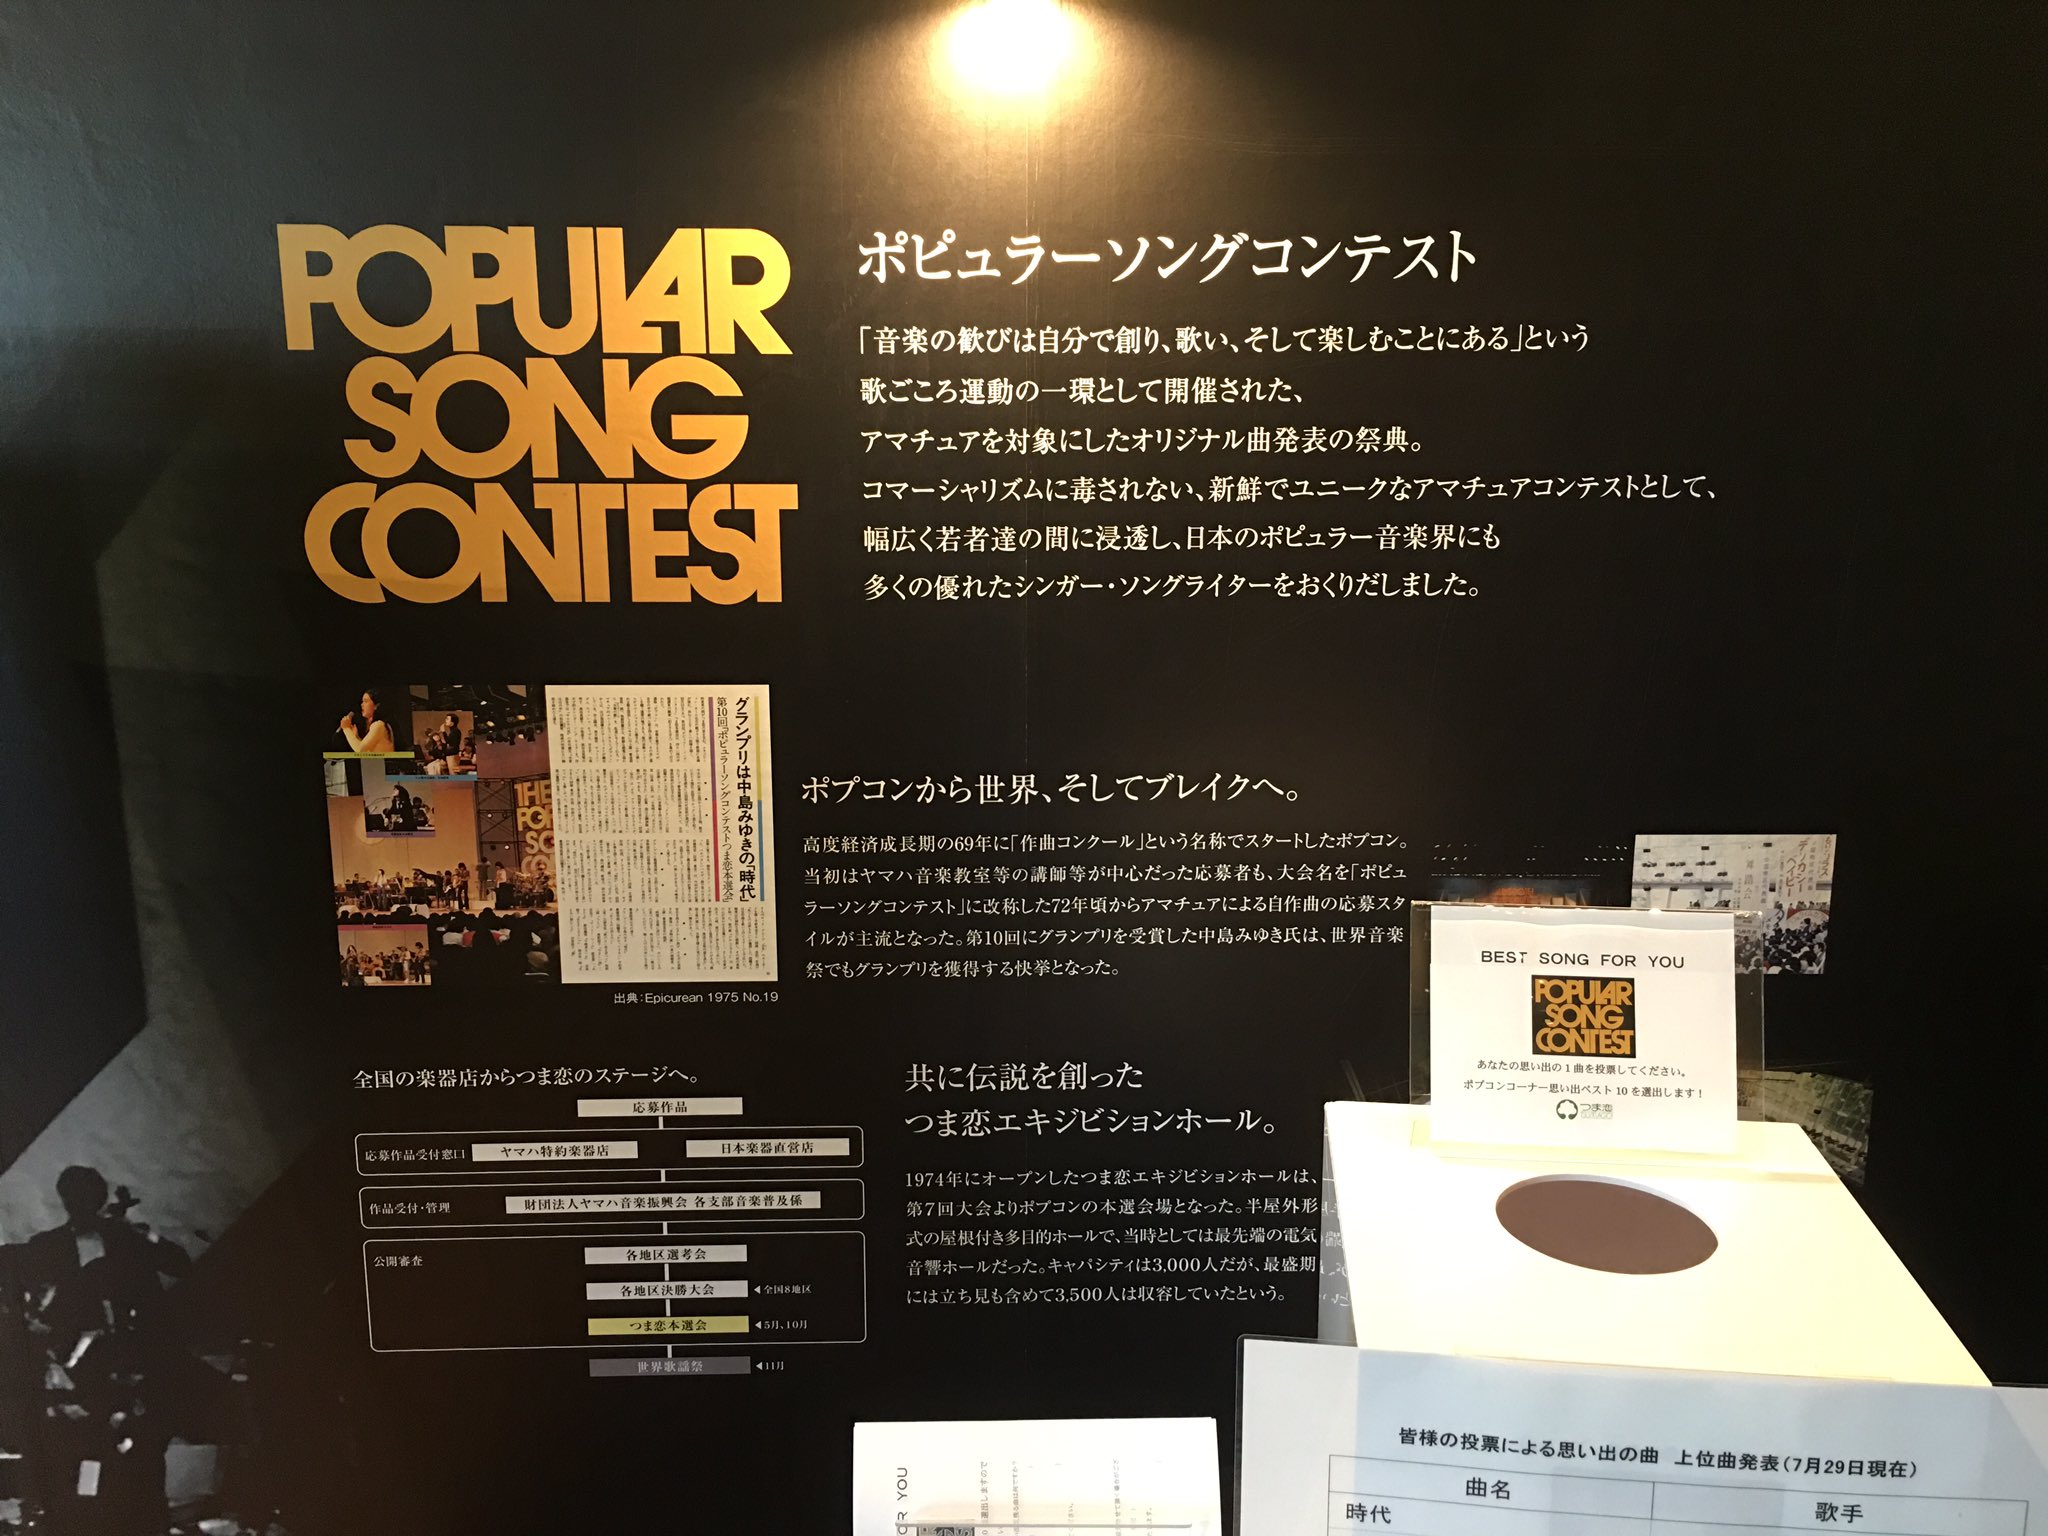 POPULAR
SONG
CONTEST
ポピュラーソングコンテスト
「音楽の歓びは自分で創り、歌い、そして楽しむことにある」という
歌ごころ運動の一環として開催された、
アマチュアを対象にしたオリジナル曲発表の祭典。
コマーシャリズムに毒されない、新鮮でユニークなアマチュアコンテストとして、
幅広く若者達の間に浸透し、日本のポピュラー音楽界にも
多くの優れたシンガー・ソングライターをおくりだしました。
グランプリは中島みゆきの「時代」
第10回「ポピュラーソングコンテストつま恋本選会」
THE
POP
SO
CON
出典:Epicurean 1975 No.19
ポプコンから世界、そしてブレイクへ。
高度経済成長期の69年に「作曲コンクール」という名称でスタートしたポプコン。
当初はヤマハ音楽教室等の講師等が中心だった応募者も、大会名を「ポピュ
ラーソングコンテスト」に改称した72年頃からアマチュアによる自作曲の応募スタ
イルが主流となった。第10回にグランプリを受賞した中島みゆき氏は、世界音楽
祭でもグランプリを獲得する快挙となった。
全国の楽器店からつま恋のステージへ。
応募作品
応募作品受付窓口
ヤマハ特約楽器店
日本楽器直営店
作品受付・管理
財団法人ヤマハ音楽振興会 各支部音楽普及係
公開審査
各地区選考会
各地区決勝大会
◀全国8地区
つま恋本選会
◀5月、10月
世界歌謡祭
◀11月
共に伝説を創った
つま恋エキジビションホール。
1974年にオープンしたつま恋エキジビションホールは、
第7回大会よりポプコンの本選会場となった。半屋外形
式の屋根付き多目的ホールで、当時としては最先端の電気
音響ホールだった。キャパシティは3,000人だが、最盛期
には立ち見も含めて3,500人は収容していたという。
BEST SONG FOR YOU
POPULAR
SONG
CONTEST
あなたの思い出の1曲を投票してください。
ポプコンコーナー思い出ベスト10を選出します!
つま恋
皆様の投票による思い出の曲 上位曲発表(7月29日現在)
曲名
歌手
時代
OR YOU